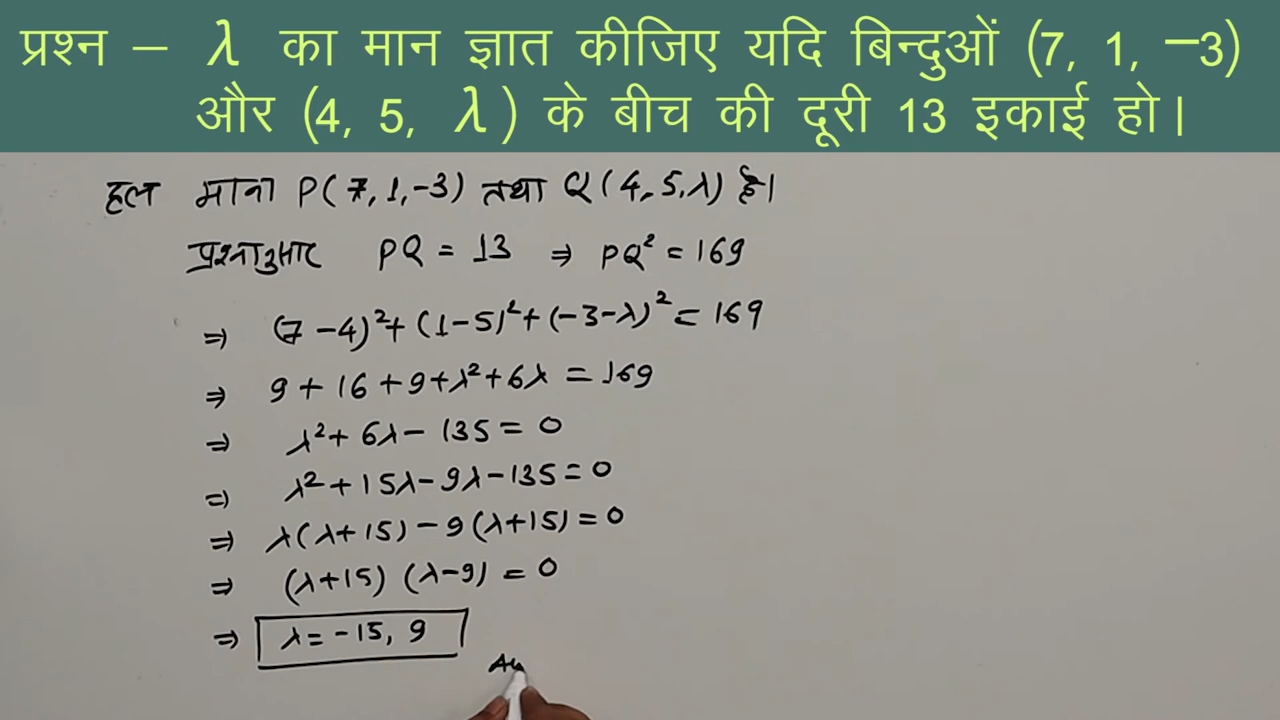 प्रश्न – λ का मान ज्ञात कीजिए यदि बिन्दुओं (7, 1, –3)
और (4, 5, λ) के बीच की दूरी 13 इकाई हो।
हल माना P(7,1,-3) तथा Q(4,5,λ) है।
प्रश्नानुसार PQ = 13 ⇒ PQ² = 169
⇒ (7-4)²+(1-5)²+(-3-λ)² = 169
⇒ 9+16+9+λ²+6λ = 169
⇒ λ²+6λ-135 = 0
⇒ λ²+15λ-9λ-135 = 0
⇒ λ(λ+15)-9(λ+15) = 0
⇒ (λ+15) (λ-9) = 0
⇒ λ = -15, 9